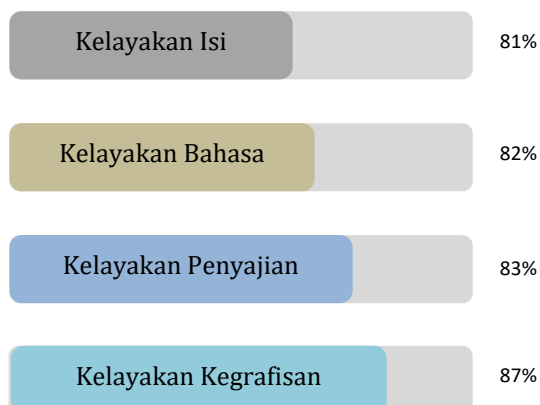 Kelayakan Isi 81%
Kelayakan Bahasa 82%
Kelayakan Penyajian 83%
Kelayakan Kegrafisan 87%